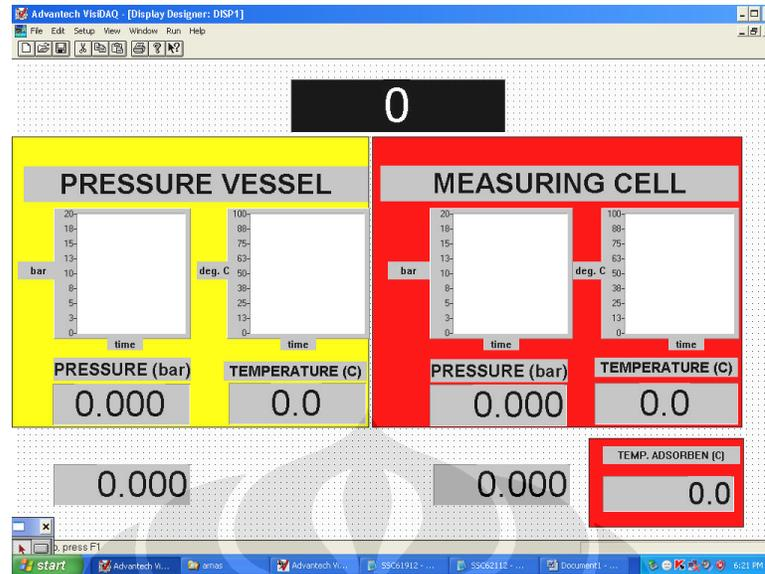 Advantech VisiDAQ - [Display Designer: DISP1]
File Edit Setup View Window Run Help
0
PRESSURE VESSEL
MEASURING CELL
20
18
15
13
10
8
5
3
0
bar
time
100
88
75
63
50
38
25
13
0
deg. C
time
20
18
15
13
10
8
5
3
0
bar
time
100
88
75
63
50
38
25
13
0
deg. C
time
PRESSURE (bar)
TEMPERATURE (C)
PRESSURE (bar)
TEMPERATURE (C)
0.000
0.0
0.000
0.0
TEMP. ADSORBEN (C)
0.000
0.000
0.0
press F1
start
Advantech Vi...
arnas
Advantech Vi...
SSC61912 - ...
SSC62112 - ...
Document1 - ...
6:21 PM